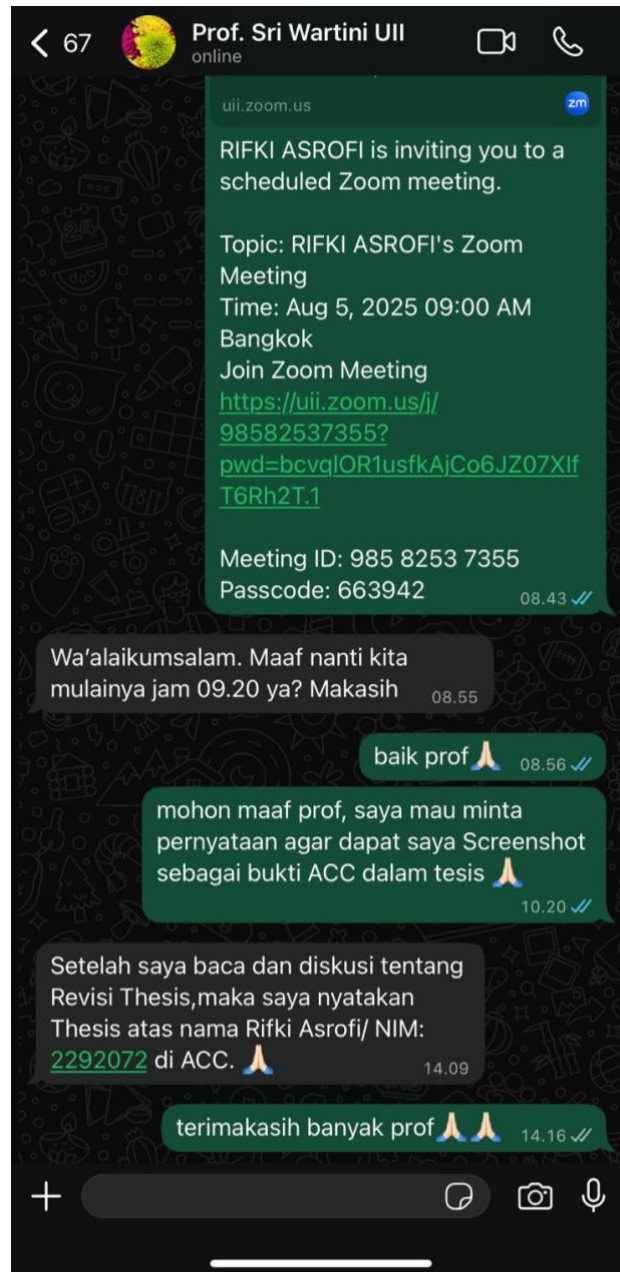 67
Prof. Sri Wartini UII
online
uii.zoom.us
zm
RIFKI ASROFI is inviting you to a
scheduled Zoom meeting.
Topic: RIFKI ASROFI's Zoom
Meeting
Time: Aug 5, 2025 09:00 AM
Bangkok
Join Zoom Meeting
https://uii.zoom.us/j/
98582537355?
pwd=bcvqlOR1usfkAjCo6JZ07XIf
T6Rh2T.1
Meeting ID: 985 8253 7355
Passcode: 663942
08.43
Wa'alaikumsalam. Maaf nanti kita
mulainya jam 09.20 ya? Makasih
08.55
baik prof🙏🏻
08.56
mohon maaf prof, saya mau minta
pernyataan agar dapat saya Screenshot
sebagai bukti ACC dalam tesis 🙏🏻
10.20
Setelah saya baca dan diskusi tentang
Revisi Thesis,maka saya nyatakan
Thesis atas nama Rifki Asrofi/ NIM:
2292072 di ACC. 🙏🏻
14.09
terimakasih banyak prof🙏🏻🙏🏻
14.16